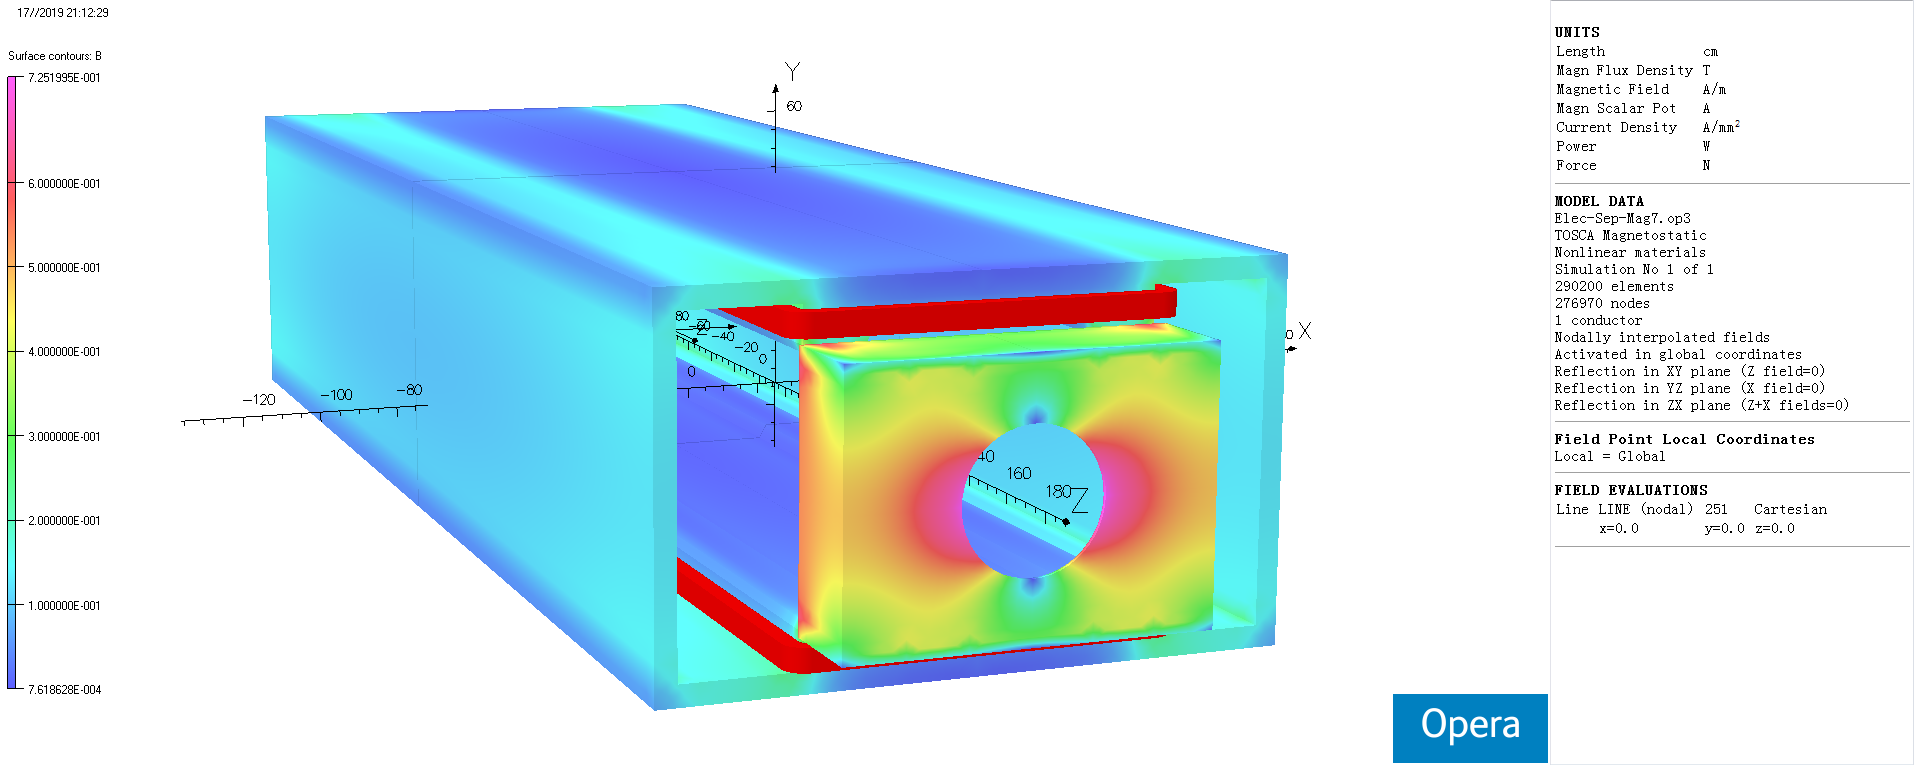 17//2019 21:12:29
Surface contours: B
7.251995E-001
6.000000E-001
5.000000E-001
4.000000E-001
3.000000E-001
2.000000E-001
1.000000E-001
7.618628E-004
Y
60
X
80
-60
Z
-40
-20
0
0
-120
-100
-80
40
160
180
Z
Opera
UNITS
Length cm
Magn Flux Density T
Magnetic Field A/m
Magn Scalar Pot A
Current Density A/mm²
Power W
Force N
MODEL DATA
Elec-Sep-Mag7.op3
TOSCA Magnetostatic
Nonlinear materials
Simulation No 1 of 1
290200 elements
276970 nodes
1 conductor
Nodally interpolated fields
Activated in global coordinates
Reflection in XY plane (Z field=0)
Reflection in YZ plane (X field=0)
Reflection in ZX plane (Z+X fields=0)
Field Point Local Coordinates
Local = Global
FIELD EVALUATIONS
Line LINE (nodal) 251 Cartesian
x=0.0 y=0.0 z=0.0